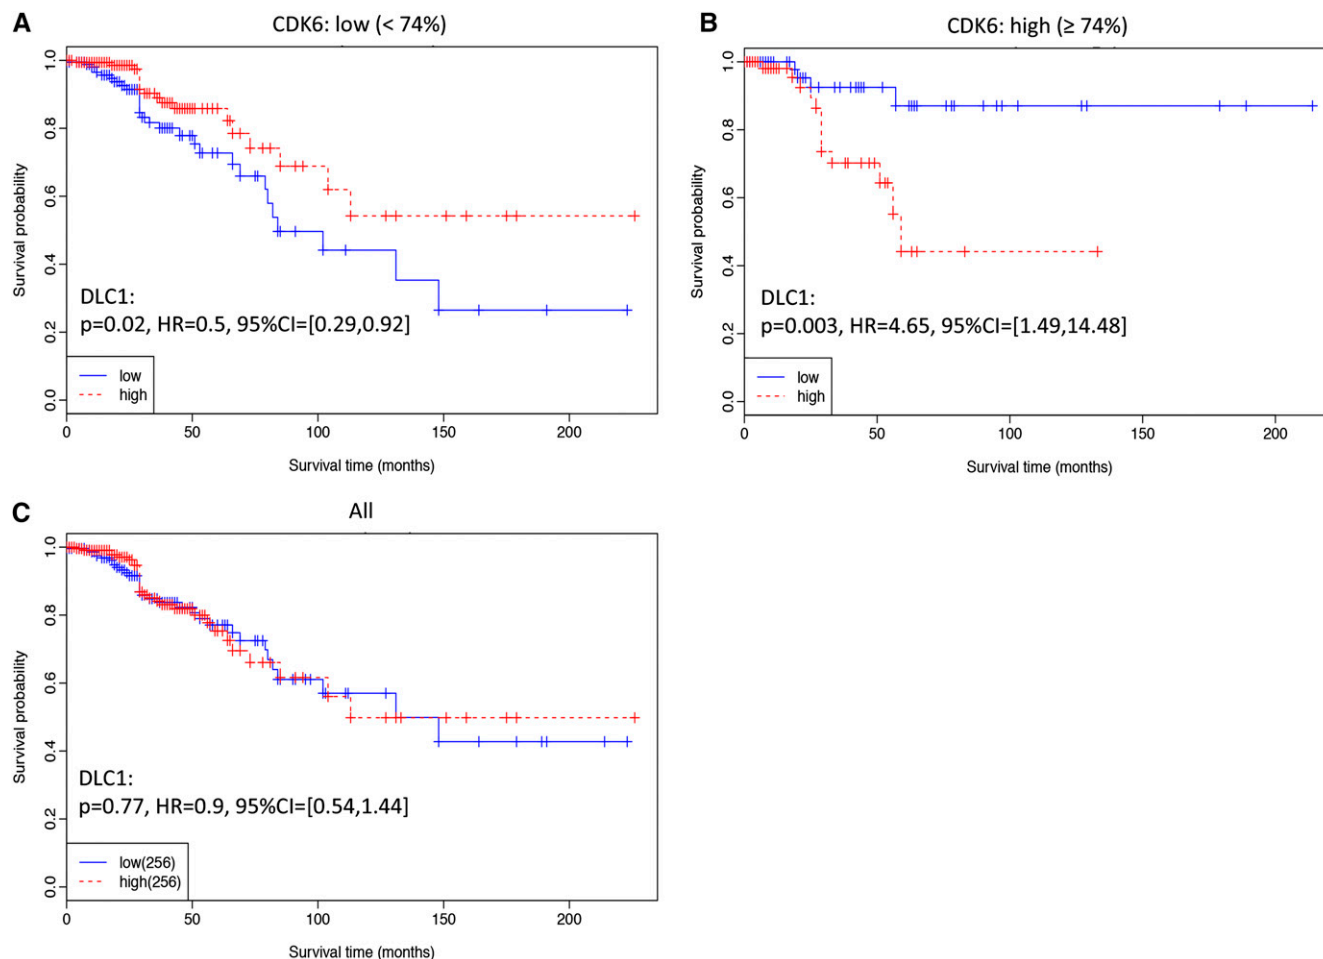 A
CDK6: low (< 74%)
1.0
0.8
0.6
0.4
0.2
0.0
Survival probability
DLC1:
p=0.02, HR=0.5, 95%CI=[0.29,0.92]
low
high
0 50 100 150 200
Survival time (months)
B
CDK6: high (≥ 74%)
1.0
0.8
0.6
0.4
0.2
0.0
Survival probability
DLC1:
p=0.003, HR=4.65, 95%CI=[1.49,14.48]
low
high
0 50 100 150 200
Survival time (months)
C
All
1.0
0.8
0.6
0.4
0.2
0.0
Survival probability
DLC1:
p=0.77, HR=0.9, 95%CI=[0.54,1.44]
low(256)
high(256)
0 50 100 150 200
Survival time (months)